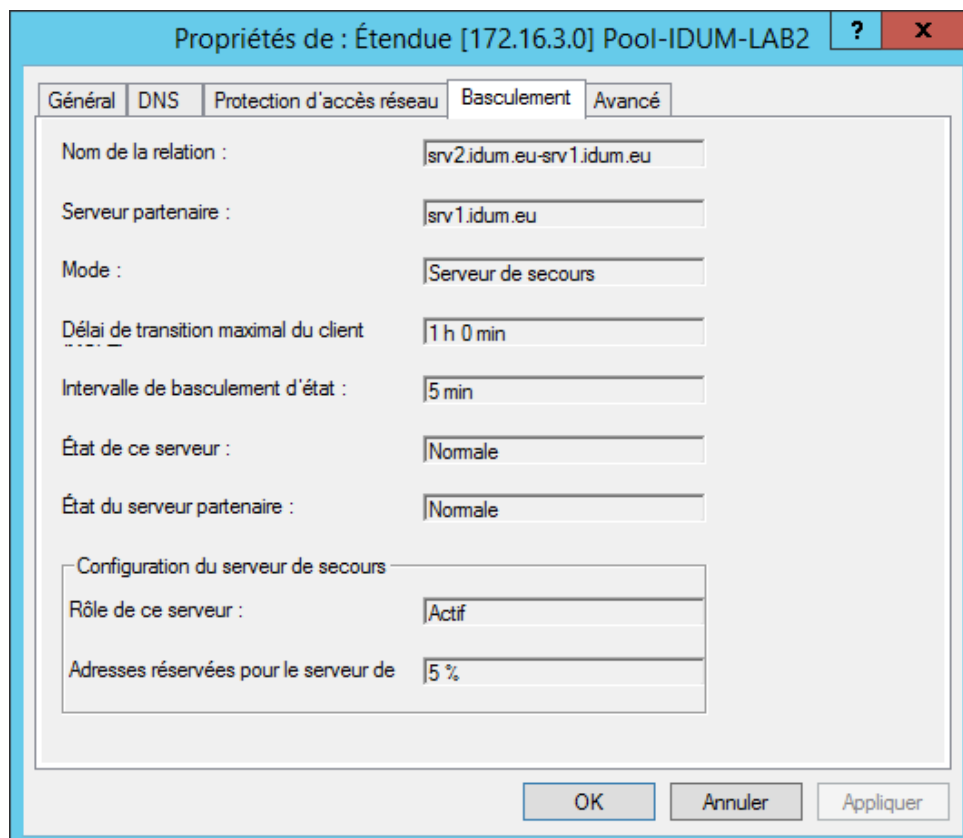 Propriétés de : Étendue [172.16.3.0] Pool-IDUM-LAB2
? x
Général DNS Protection d'accès réseau Basculement Avancé
Nom de la relation : srv2.idum.eu-srv1.idum.eu
Serveur partenaire : srv1.idum.eu
Mode : Serveur de secours
Délai de transition maximal du client 1 h 0 min
Intervalle de basculement d'état : 5 min
État de ce serveur : Normale
État du serveur partenaire : Normale
Configuration du serveur de secours
Rôle de ce serveur : Actif
Adresses réservées pour le serveur de 5 %
OK Annuler Appliquer